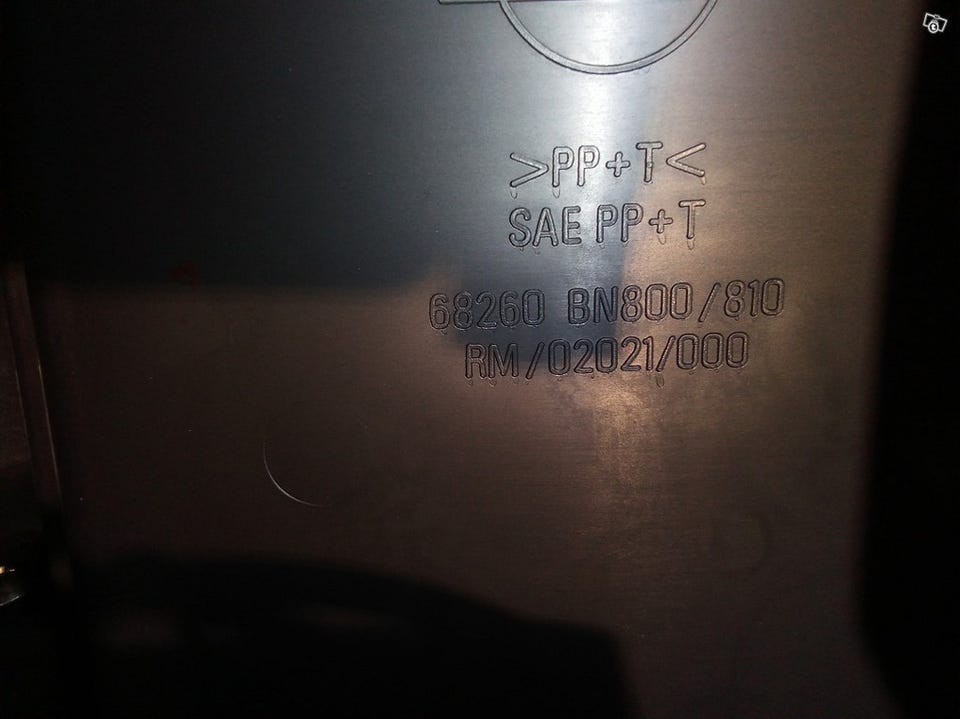 >PP+T<
SAE PP+T
68260 BN800/810
RM/02021/000